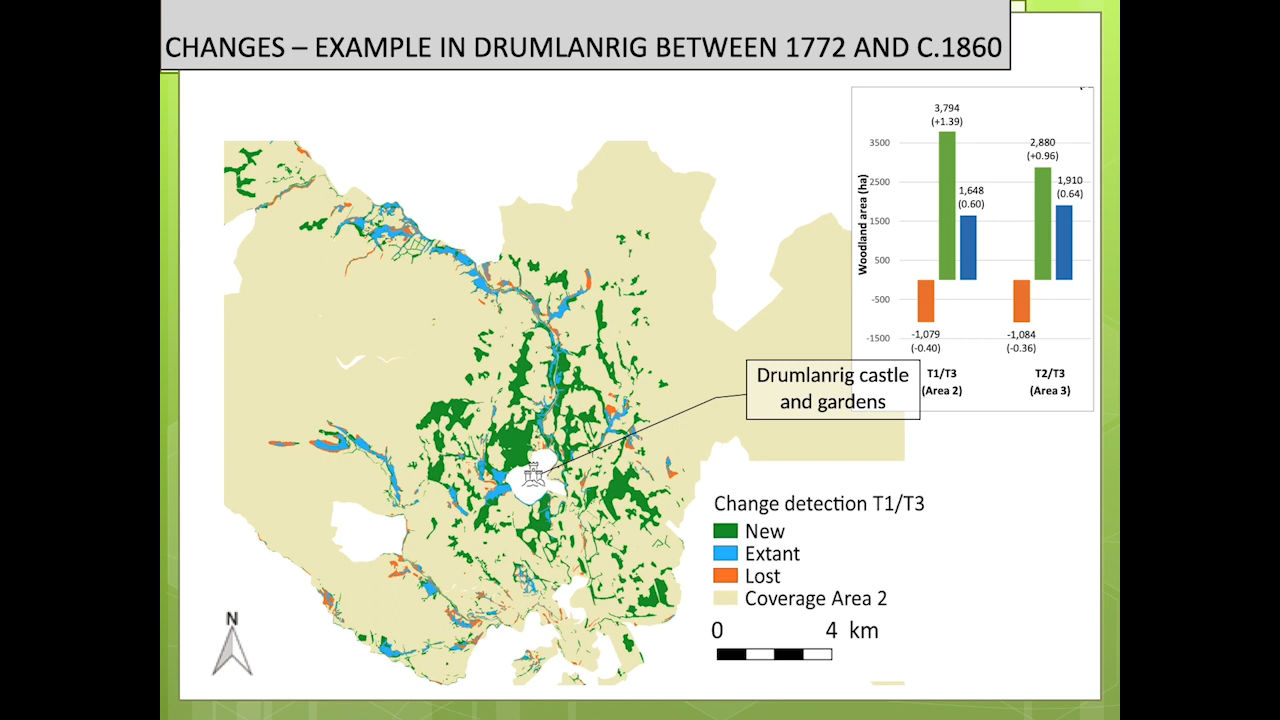 CHANGES – EXAMPLE IN DRUMLANRIG BETWEEN 1772 AND C.1860
3,794
(+1.39)
2,880
(+0.96)
1,648
(0.60)
1,910
(0.64)
3500
2500
1500
500
-500
-1500
Woodland area (ha)
-1,079
(-0.40)
-1,084
(-0.36)
T1/T3
(Area 2)
T2/T3
(Area 3)
Drumlanrig castle
and gardens
Change detection T1/T3
New
Extant
Lost
Coverage Area 2
0 4 km
N